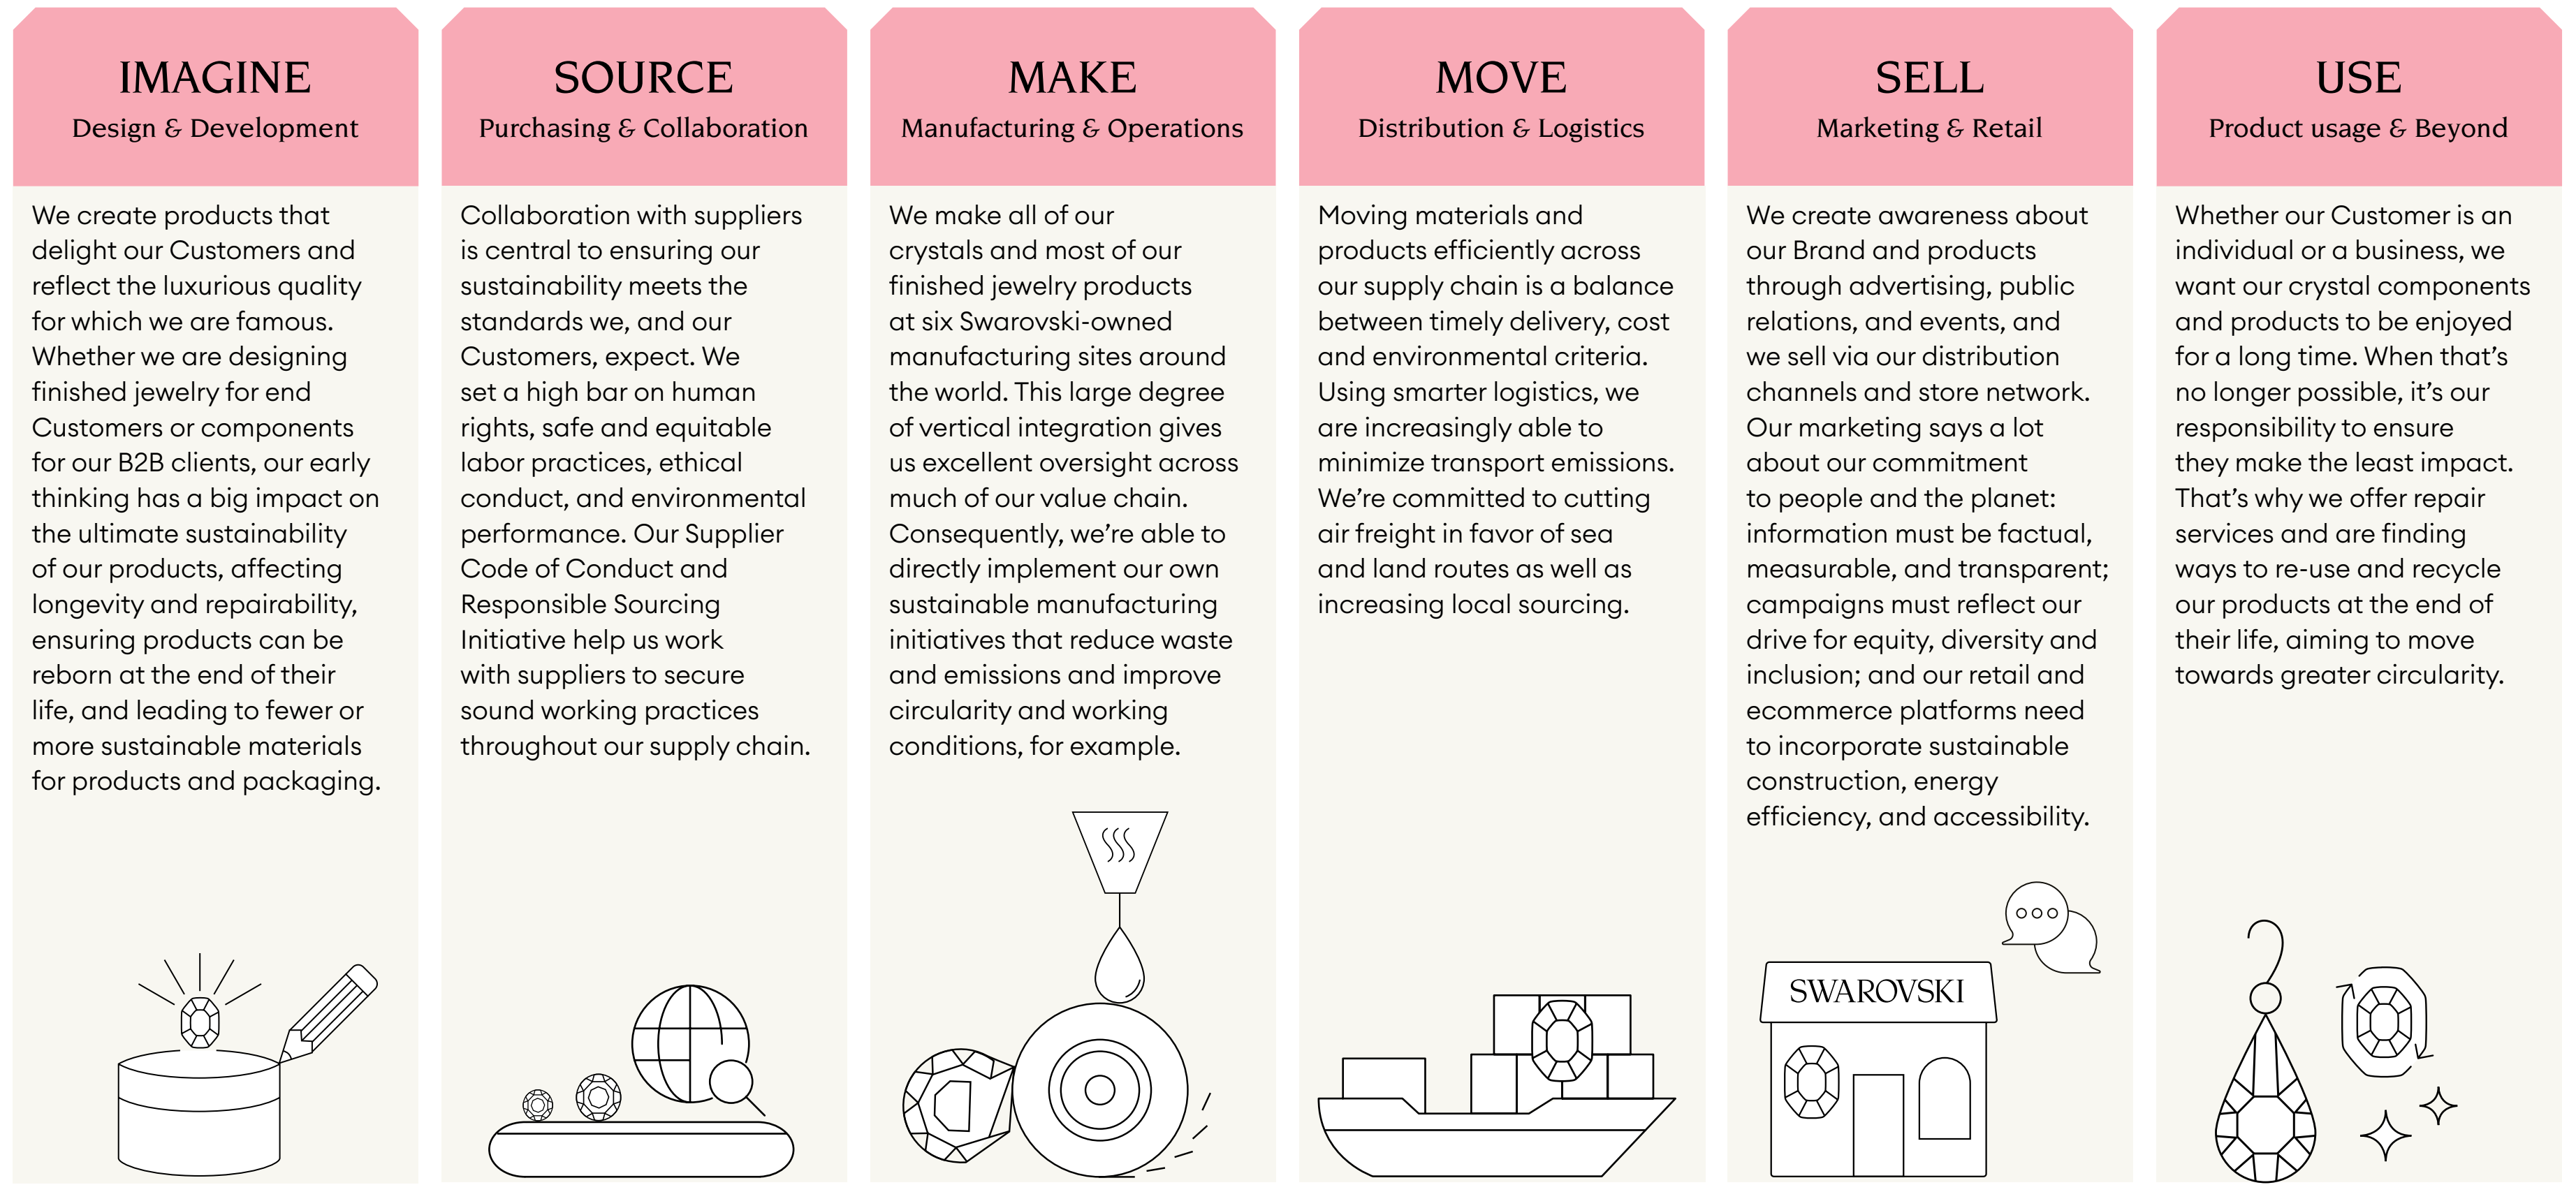 IMAGINE
Design & Development
We create products that
delight our Customers and
reflect the luxurious quality
for which we are famous.
Whether we are designing
finished jewelry for end
Customers or components
for our B2B clients, our early
thinking has a big impact on
the ultimate sustainability
of our products, affecting
longevity and repairability,
ensuring products can be
reborn at the end of their
life, and leading to fewer or
more sustainable materials
for products and packaging.
SOURCE
Purchasing & Collaboration
Collaboration with suppliers
is central to ensuring our
sustainability meets the
standards we, and our
Customers, expect. We
set a high bar on human
rights, safe and equitable
labor practices, ethical
conduct, and environmental
performance. Our Supplier
Code of Conduct and
Responsible Sourcing
Initiative help us work
with suppliers to secure
sound working practices
throughout our supply chain.
MAKE
Manufacturing & Operations
We make all of our
crystals and most of our
finished jewelry products
at six Swarovski-owned
manufacturing sites around
the world. This large degree
of vertical integration gives
us excellent oversight across
much of our value chain.
Consequently, we’re able to
directly implement our own
sustainable manufacturing
initiatives that reduce waste
and emissions and improve
circularity and working
conditions, for example.
MOVE
Distribution & Logistics
Moving materials and
products efficiently across
our supply chain is a balance
between timely delivery, cost
and environmental criteria.
Using smarter logistics, we
are increasingly able to
minimize transport emissions.
We’re committed to cutting
air freight in favor of sea
and land routes as well as
increasing local sourcing.
SELL
Marketing & Retail
We create awareness about
our Brand and products
through advertising, public
relations, and events, and
we sell via our distribution
channels and store network.
Our marketing says a lot
about our commitment
to people and the planet:
information must be factual,
measurable, and transparent;
campaigns must reflect our
drive for equity, diversity and
inclusion; and our retail and
ecommerce platforms need
to incorporate sustainable
construction, energy
efficiency, and accessibility.
SWAROVSKI
USE
Product usage & Beyond
Whether our Customer is an
individual or a business, we
want our crystal components
and products to be enjoyed
for a long time. When that’s
no longer possible, it’s our
responsibility to ensure
they make the least impact.
That’s why we offer repair
services and are finding
ways to re-use and recycle
our products at the end of
their life, aiming to move
towards greater circularity.